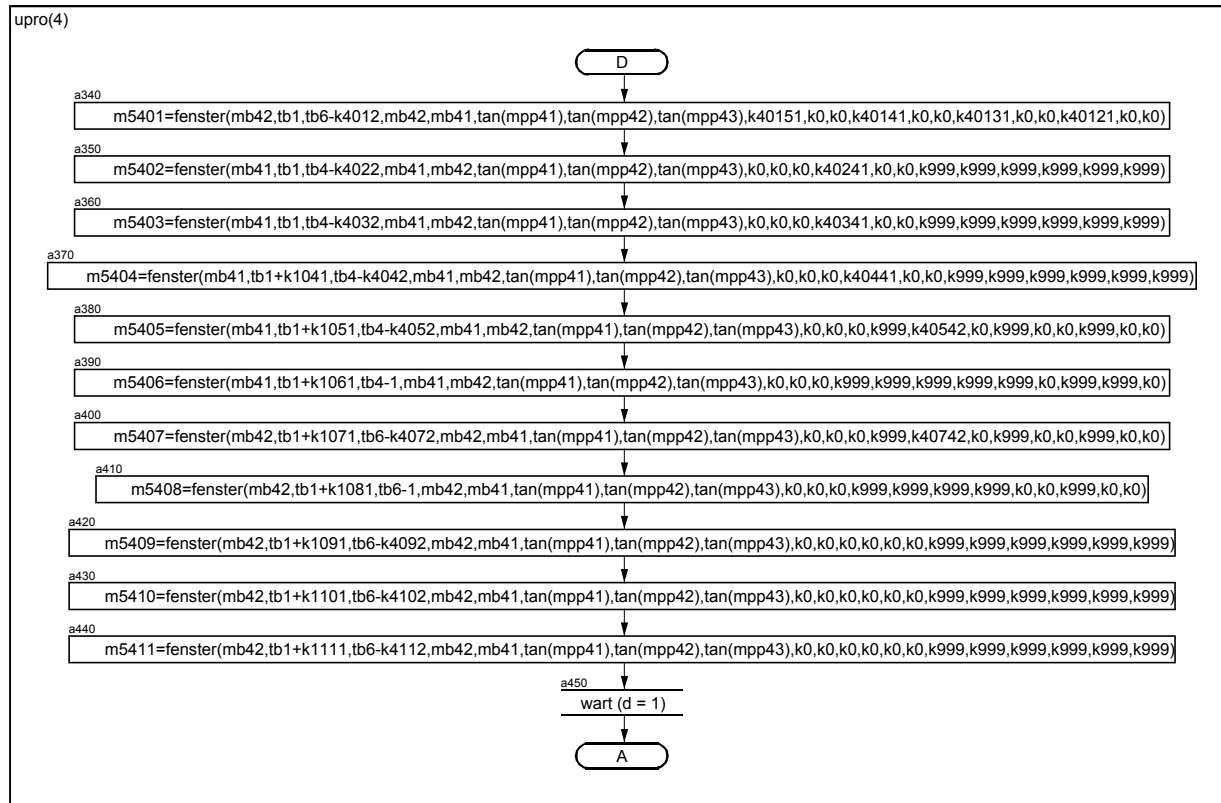 upro(4)
D
a340
m5401=fenster(mb42,tb1,tb6-k4012,mb42,mb41,tan(mpp41),tan(mpp42),tan(mpp43),k40151,k0,k0,k40141,k0,k0,k40131,k0,k0,k40121,k0,k0)
a350
m5402=fenster(mb41,tb1,tb4-k4022,mb41,mb42,tan(mpp41),tan(mpp42),tan(mpp43),k0,k0,k0,k40241,k0,k0,k999,k999,k999,k999,k999,k999)
a360
m5403=fenster(mb41,tb1,tb4-k4032,mb41,mb42,tan(mpp41),tan(mpp42),tan(mpp43),k0,k0,k0,k40341,k0,k0,k999,k999,k999,k999,k999,k999)
a370
m5404=fenster(mb41,tb1+k1041,tb4-k4042,mb41,mb42,tan(mpp41),tan(mpp42),tan(mpp43),k0,k0,k0,k40441,k0,k0,k999,k999,k999,k999,k999,k999)
a380
m5405=fenster(mb41,tb1+k1051,tb4-k4052,mb41,mb42,tan(mpp41),tan(mpp42),tan(mpp43),k0,k0,k0,k999,k40542,k0,k999,k0,k0,k999,k0,k0)
a390
m5406=fenster(mb41,tb1+k1061,tb4-1,mb41,mb42,tan(mpp41),tan(mpp42),tan(mpp43),k0,k0,k0,k999,k999,k999,k999,k999,k0,k999,k999,k0)
a400
m5407=fenster(mb42,tb1+k1071,tb6-k4072,mb42,mb41,tan(mpp41),tan(mpp42),tan(mpp43),k0,k0,k0,k999,k40742,k0,k999,k0,k0,k999,k0,k0)
a410
m5408=fenster(mb42,tb1+k1081,tb6-1,mb42,mb41,tan(mpp41),tan(mpp42),tan(mpp43),k0,k0,k0,k999,k999,k999,k999,k0,k0,k999,k0,k0)
a420
m5409=fenster(mb42,tb1+k1091,tb6-k4092,mb42,mb41,tan(mpp41),tan(mpp42),tan(mpp43),k0,k0,k0,k0,k0,k0,k999,k999,k999,k999,k999,k999)
a430
m5410=fenster(mb42,tb1+k1101,tb6-k4102,mb42,mb41,tan(mpp41),tan(mpp42),tan(mpp43),k0,k0,k0,k0,k0,k0,k999,k999,k999,k999,k999,k999)
a440
m5411=fenster(mb42,tb1+k1111,tb6-k4112,mb42,mb41,tan(mpp41),tan(mpp42),tan(mpp43),k0,k0,k0,k0,k0,k0,k999,k999,k999,k999,k999,k999)
a450
wart (d = 1)
A